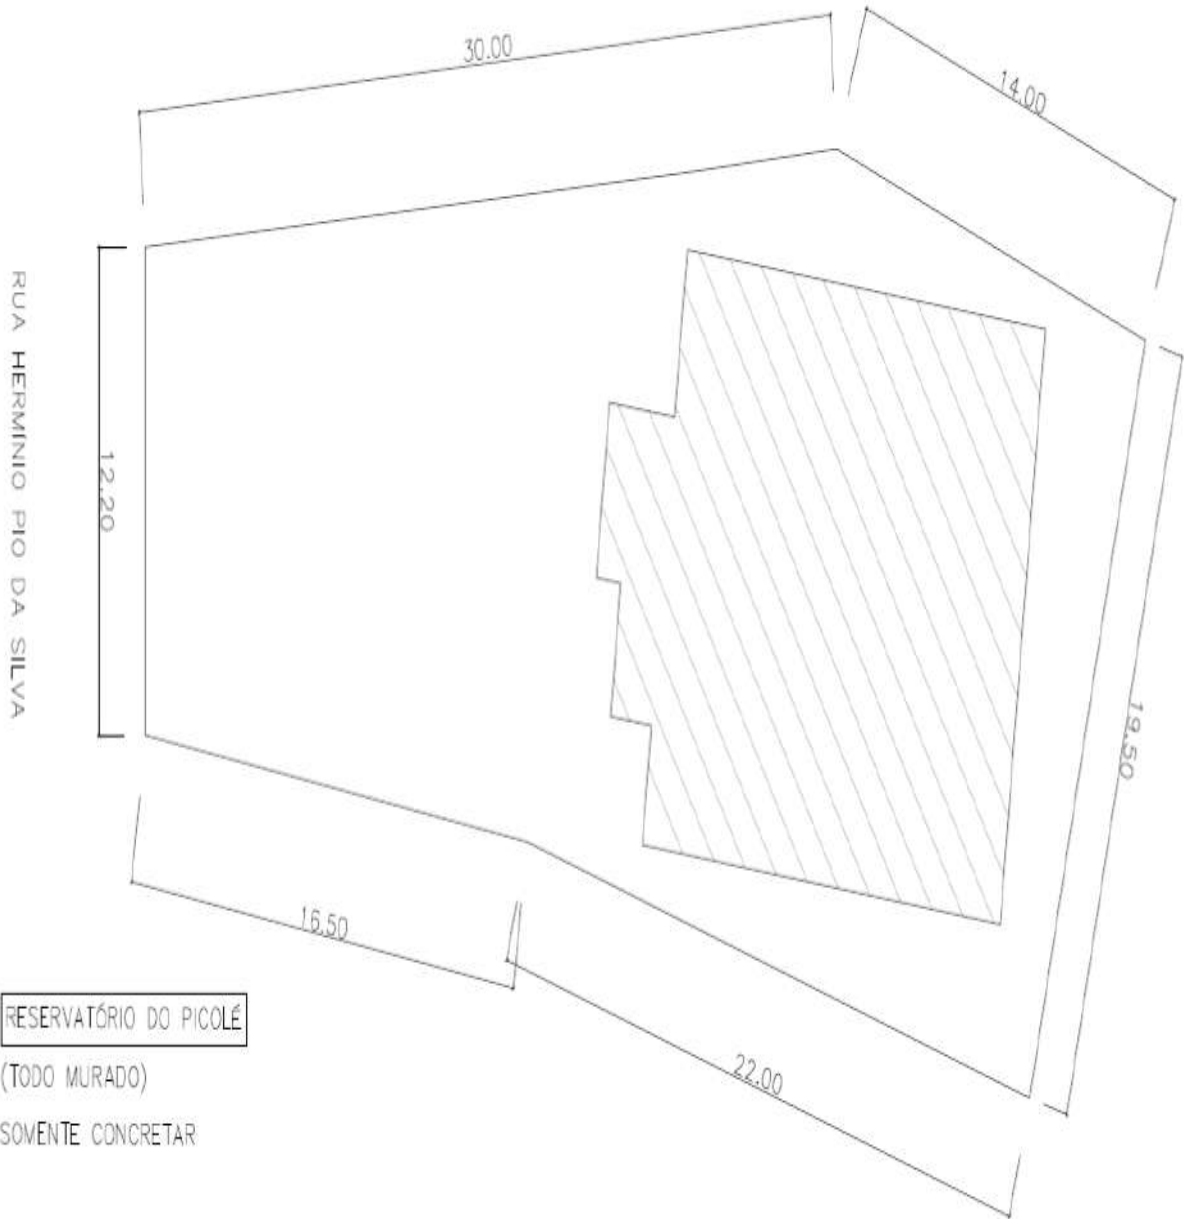 30.00
14.00
RUA HERMINIO PIO DA SILVA
12.20
19.50
16.50
22.00
RESERVATÓRIO DO PICOLÉ
(TODO MURADO)
SOMENTE CONCRETAR